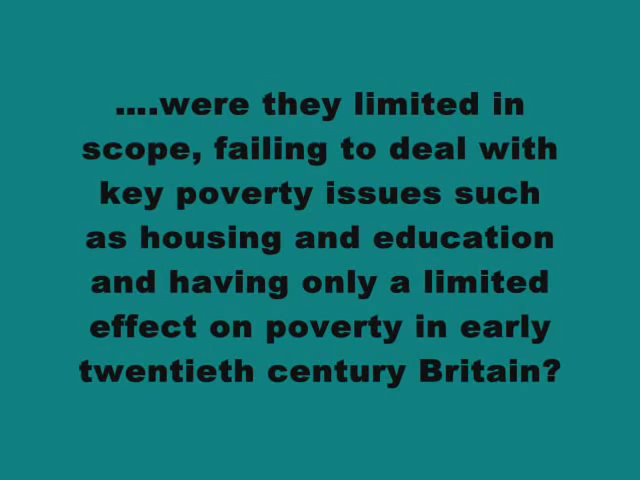 ….were they limited in
scope, failing to deal with
key poverty issues such
as housing and education
and having only a limited
effect on poverty in early
twentieth century Britain?